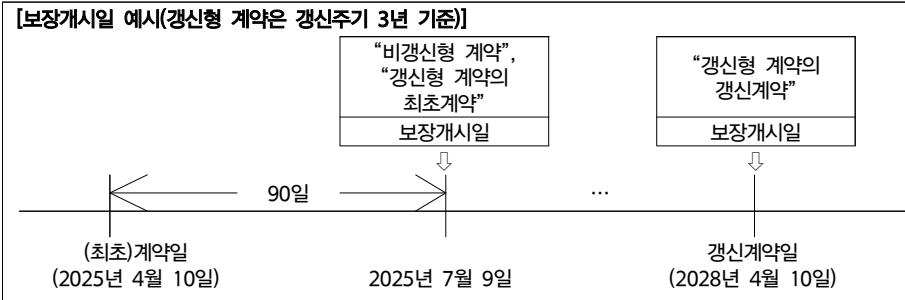 [보장개시일 예시(갱신형 계약은 갱신주기 3년 기준)]
“비갱신형 계약”,
“갱신형 계약의
최초계약”
보장개시일
“갱신형 계약의
갱신계약”
보장개시일
90일
…
(최초)계약일
(2025년 4월 10일)
2025년 7월 9일
갱신계약일
(2028년 4월 10일)